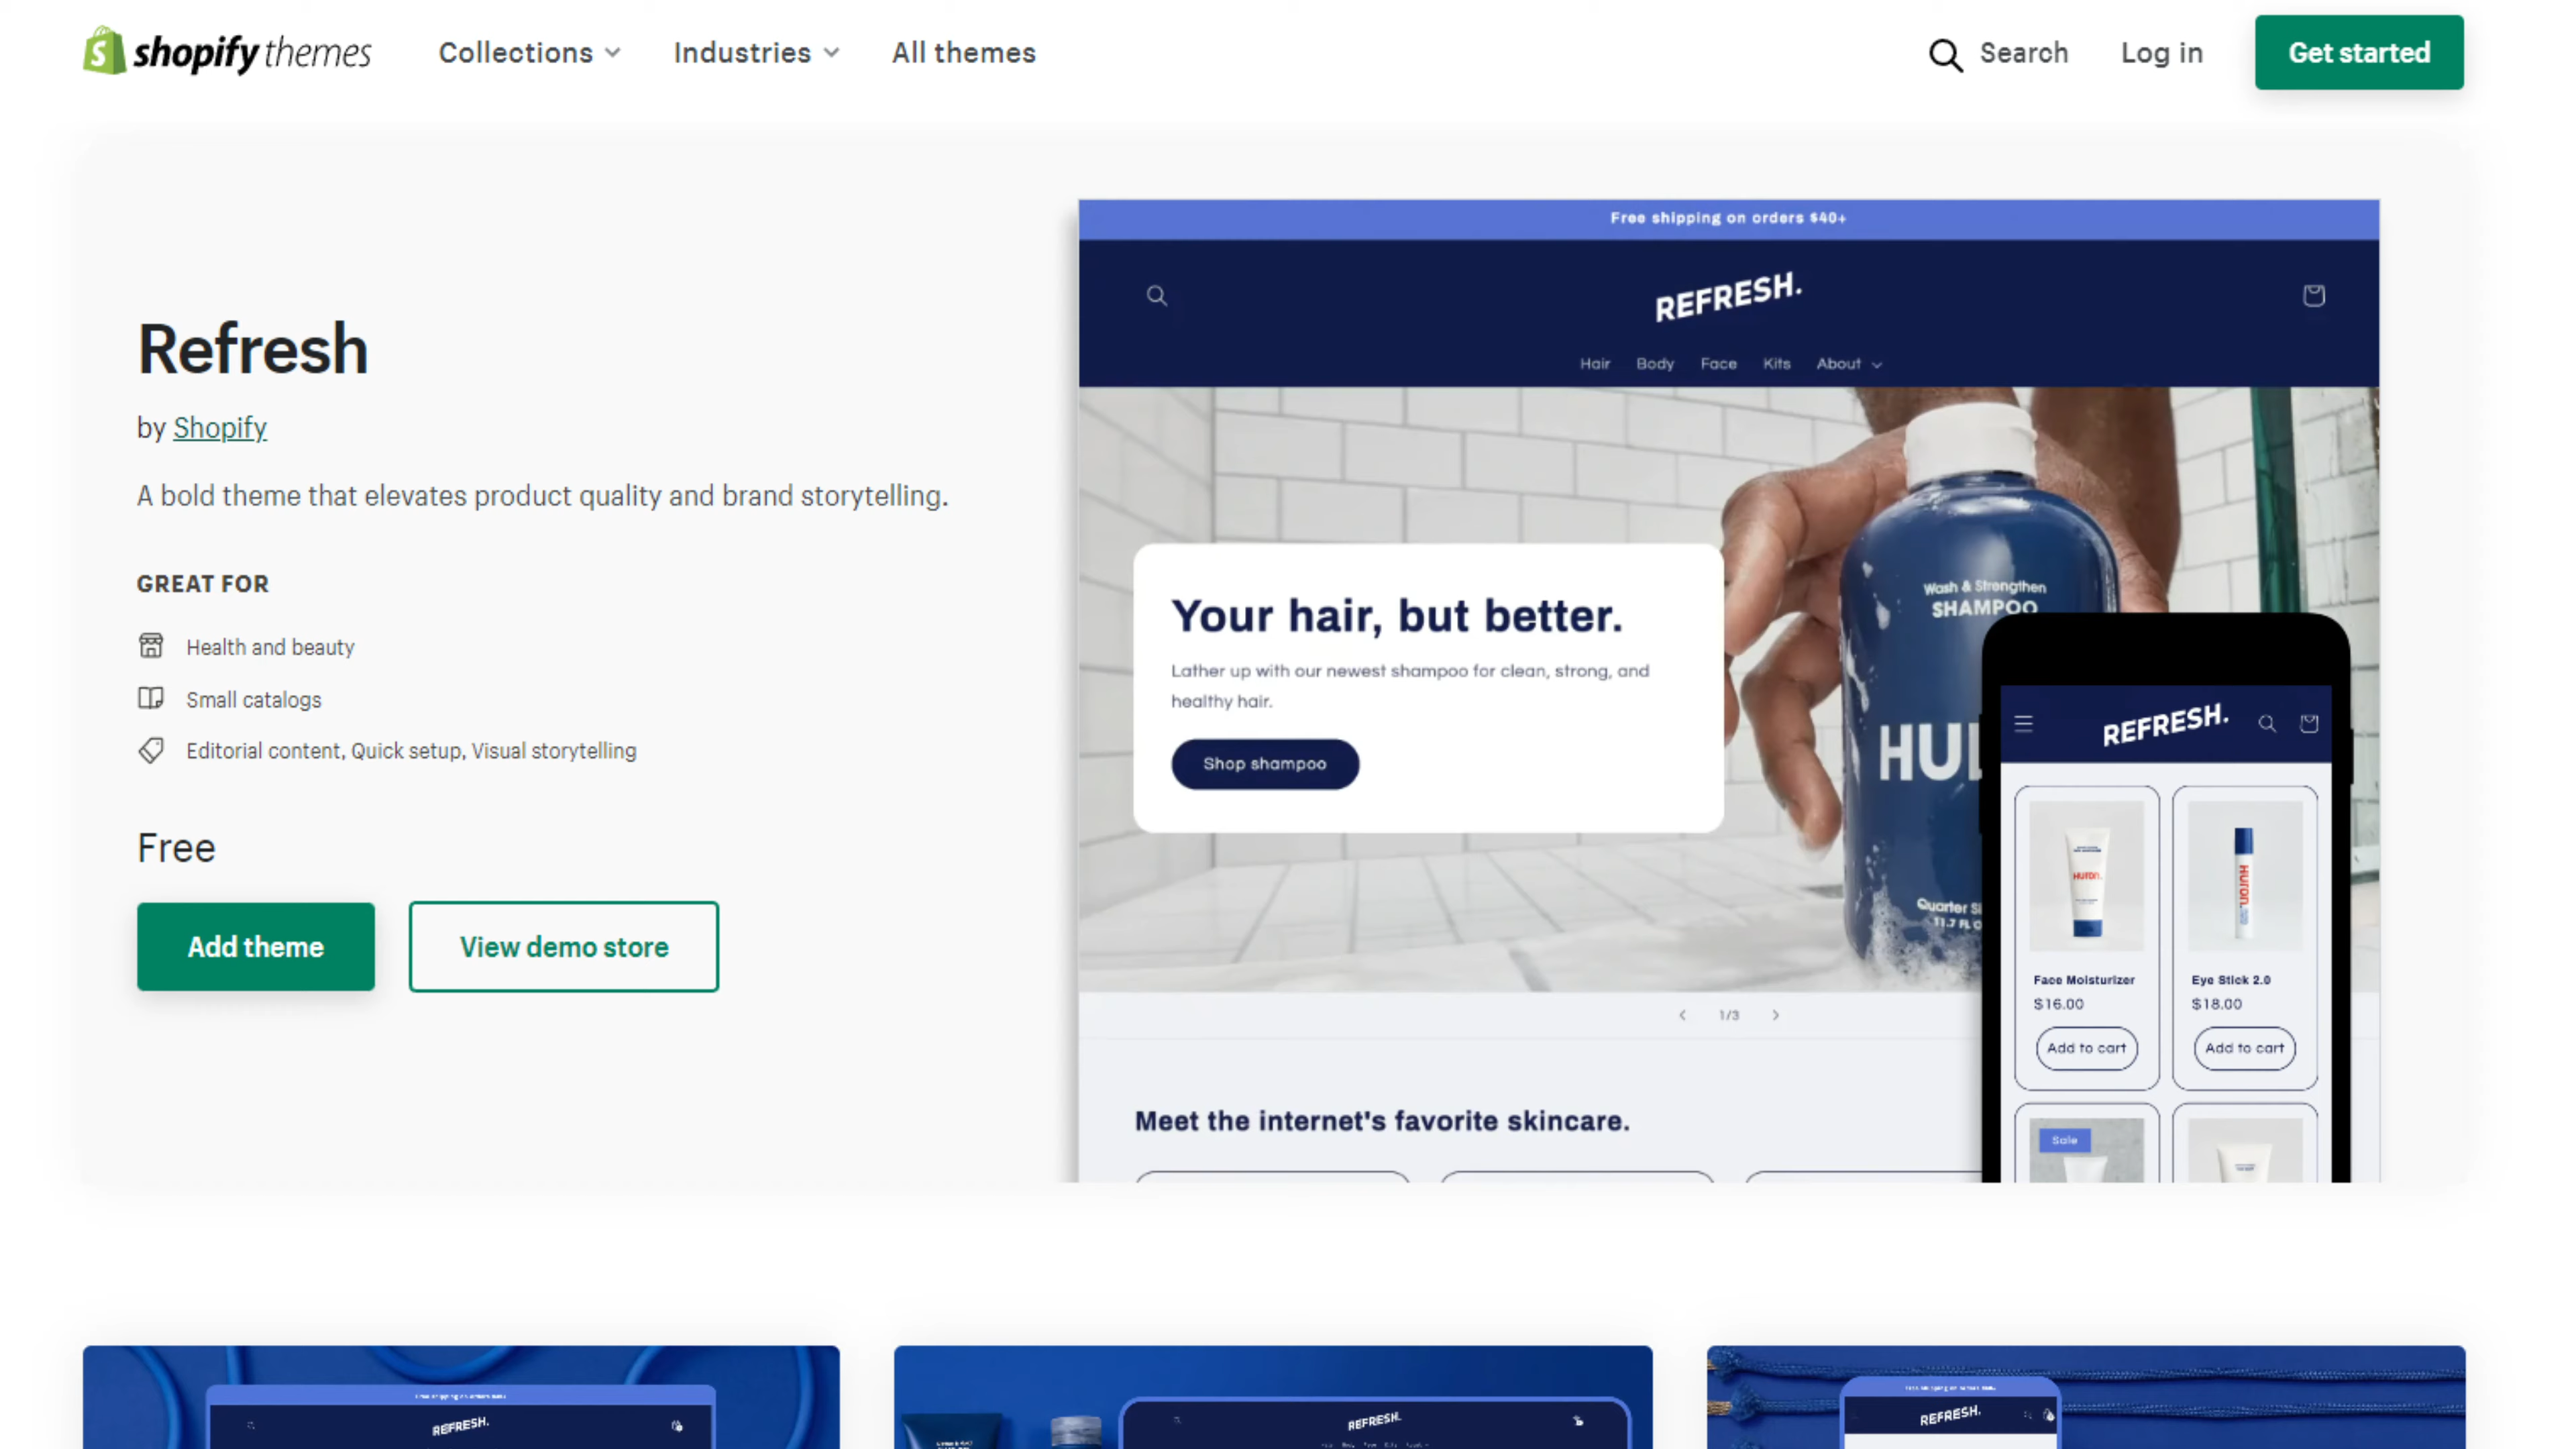 shopify themes
Collections
Industries
All themes
Search
Log in
Get started
Refresh
by Shopify
A bold theme that elevates product quality and brand storytelling.
GREAT FOR
Health and beauty
Small catalogs
Editorial content, Quick setup, Visual storytelling
Free
Add theme
View demo store
Free shipping on orders $40+
REFRESH.
Hair
Body
Face
Kits
About
Your hair, but better.
Lather up with our newest shampoo for clean, strong, and
healthy hair.
Shop shampoo
Wash & Strengthen
SHAMPOO
1/3
Meet the internet's favorite skincare.
REFRESH.
HURON.
HURON.
Face Moisturizer
$16.00
Add to cart
Eye Stick 2.0
$18.00
Add to cart
Sale
REFRESH.
REFRESH.
REFRESH.